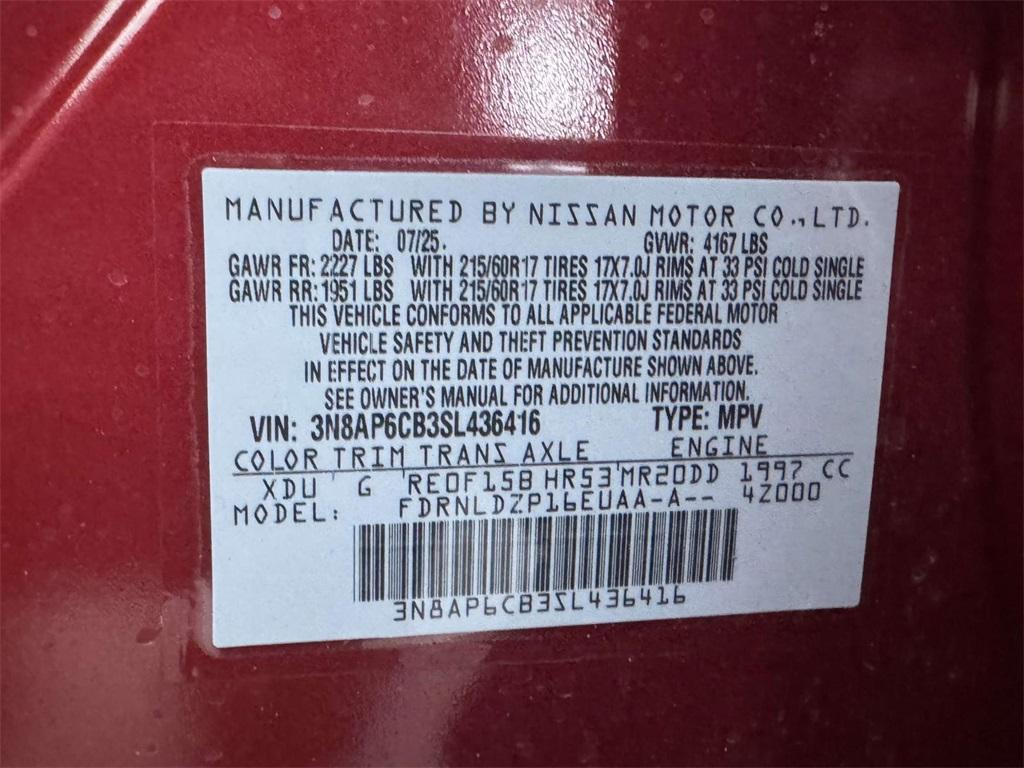 MANUFACTURED BY NISSAN MOTOR CO.,LTD.
DATE: 07/25. GVWR: 4167 LBS
GAWR FR: 2227 LBS WITH 215/60R17 TIRES 17X7.0J RIMS AT 33 PSI COLD SINGLE
GAWR RR: 1951 LBS WITH 215/60R17 TIRES 17X7.0J RIMS AT 33 PSI COLD SINGLE
THIS VEHICLE CONFORMS TO ALL APPLICABLE FEDERAL MOTOR
VEHICLE SAFETY AND THEFT PREVENTION STANDARDS
IN EFFECT ON THE DATE OF MANUFACTURE SHOWN ABOVE.
SEE OWNER'S MANUAL FOR ADDITIONAL INFORMATION.
VIN: 3N8AP6CB3SL436416 TYPE: MPV
COLOR TRIM TRANS AXLE ENGINE
XDU G RE0F15B HR53 MR20DD 1997 CC
MODEL: FDRNLDZP16EUAA-A-- 4Z000
3N8AP6CB3SL436416